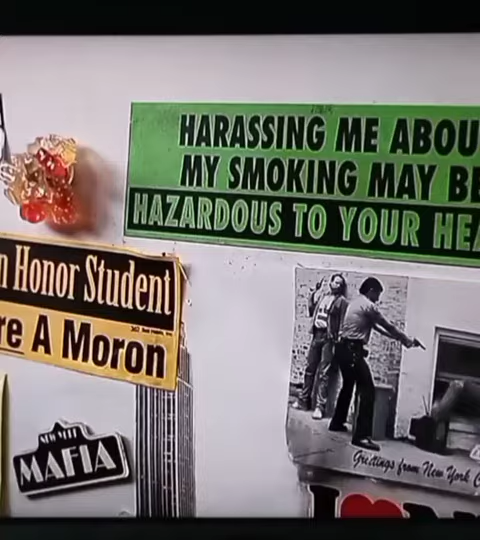 HARASSING ME ABOU
MY SMOKING MAY BE
HAZARDOUS TO YOUR HEA
n Honor Student
re A Moron
NEW YORK
MAFIA
Greetings from New York C
I ❤ N